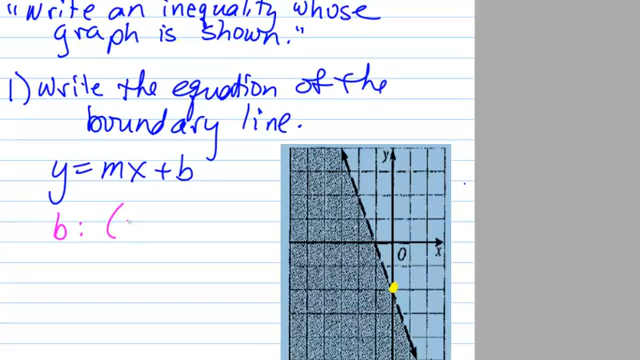 "Write an inequality whose
graph is shown."
1) Write the equation of the
boundary line.
y = mx + b
b: (
y
O
x